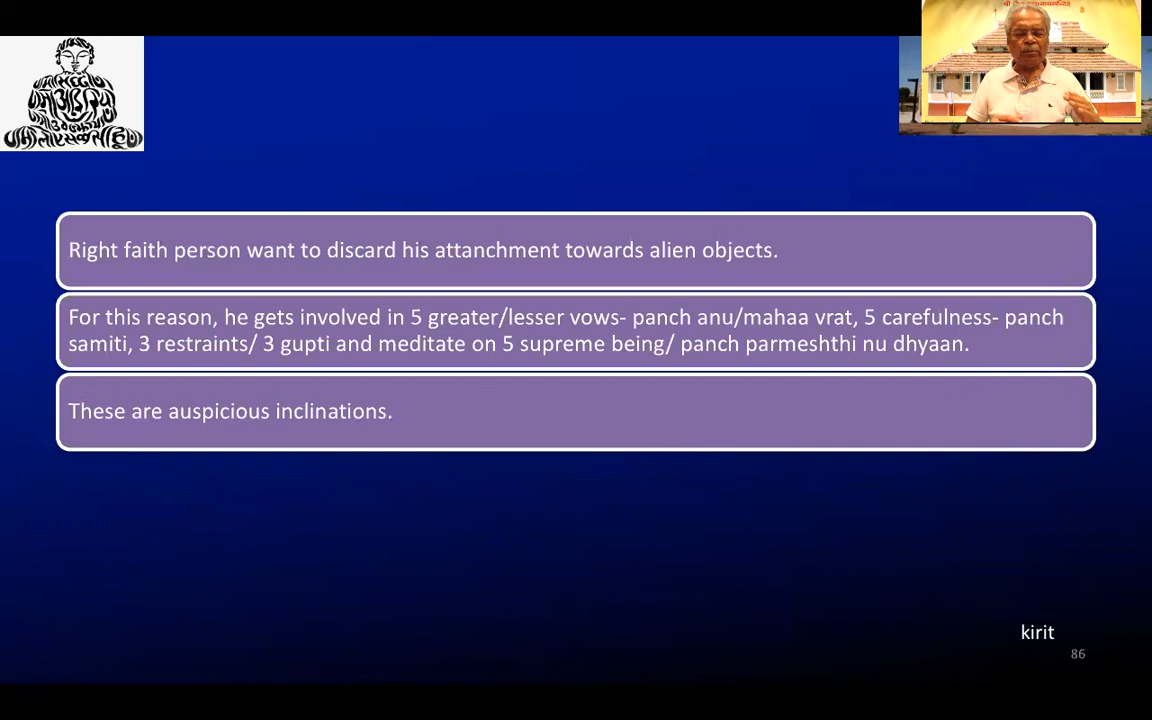 Right faith person want to discard his attanchment towards alien objects.
For this reason, he gets involved in 5 greater/lesser vows- panch anu/mahaa vrat, 5 carefulness- panch
samiti, 3 restraints/ 3 gupti and meditate on 5 supreme being/ panch parmeshthi nu dhyaan.
These are auspicious inclinations.
kirit
86